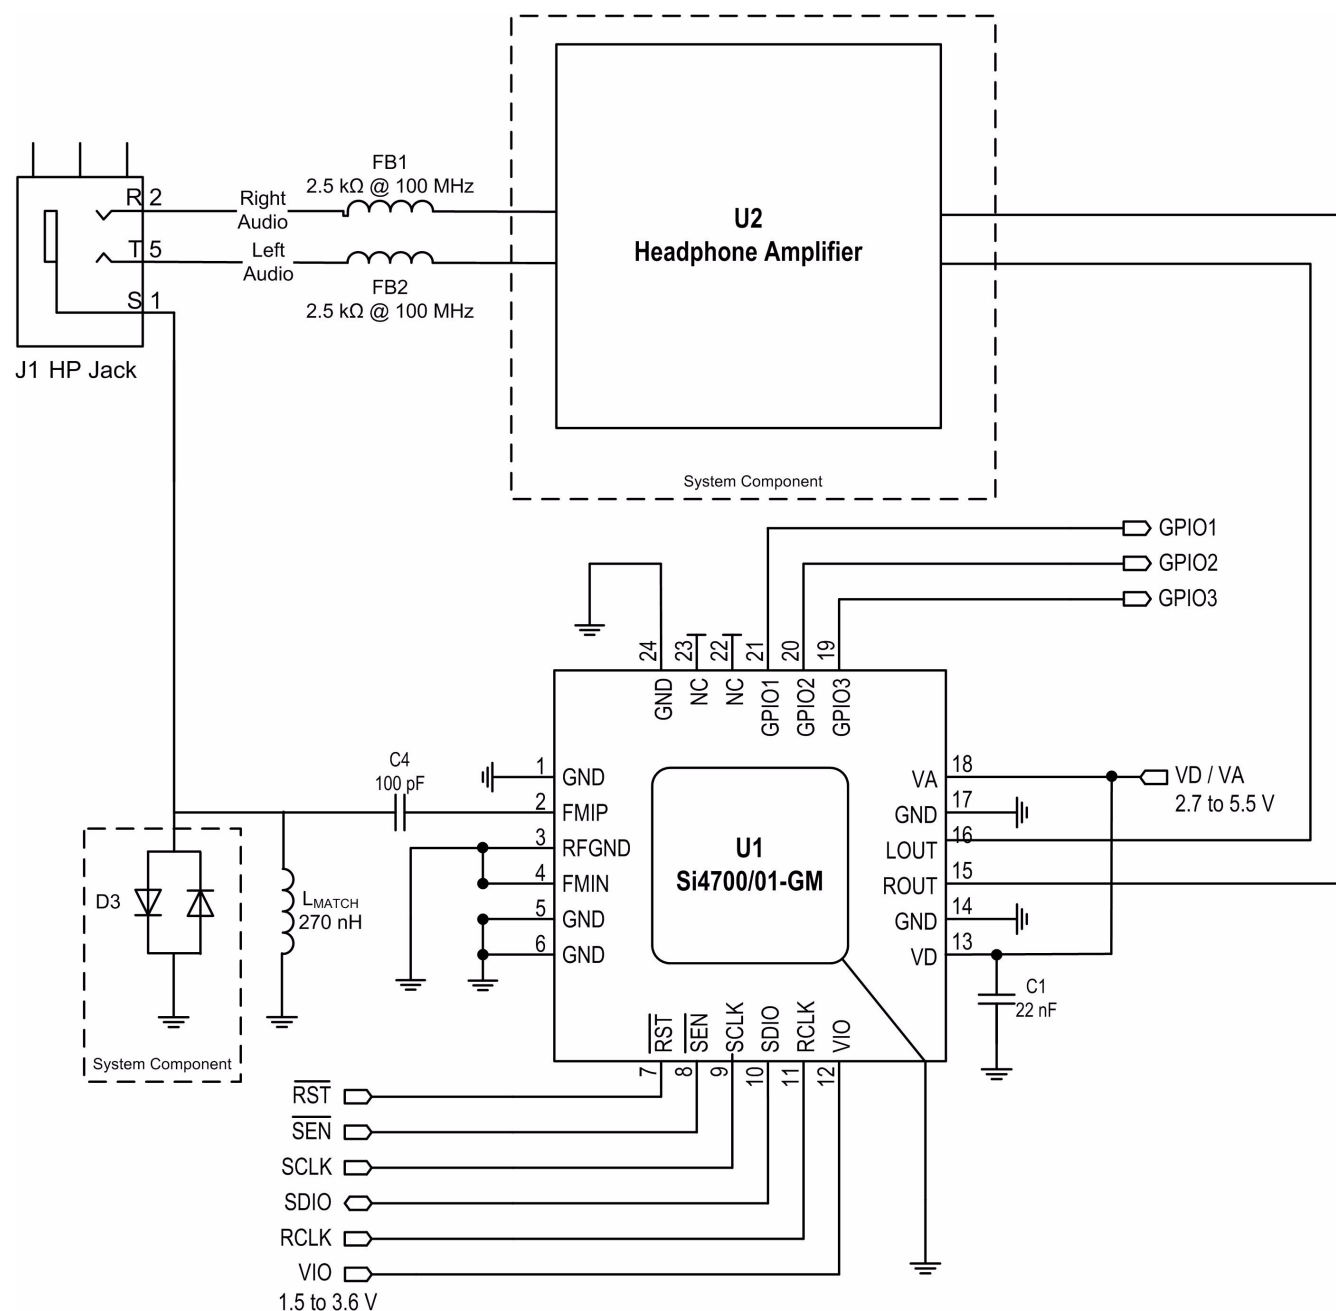 FB1
2.5 kΩ @ 100 MHz
R 2
Right
Audio
T 5
Left
Audio
FB2
2.5 kΩ @ 100 MHz
S 1
J1 HP Jack
U2
Headphone Amplifier
System Component
GPIO1
GPIO2
GPIO3
24
23
22
21
20
19
GND
NC
NC
GPIO1
GPIO2
GPIO3
C4
100 pF
1 GND
2 FMIP
3 RFGND
4 FMIN
5 GND
6 GND
U1
Si4700/01-GM
VA 18
GND 17
LOUT 16
ROUT 15
GND 14
VD 13
VD / VA
2.7 to 5.5 V
D3
LMATCH
270 nH
System Component
C1
22 nF
RST
SEN
SCLK
SDIO
RCLK
VIO
7
8
9
10
11
12
RST
SEN
SCLK
SDIO
RCLK
VIO
1.5 to 3.6 V